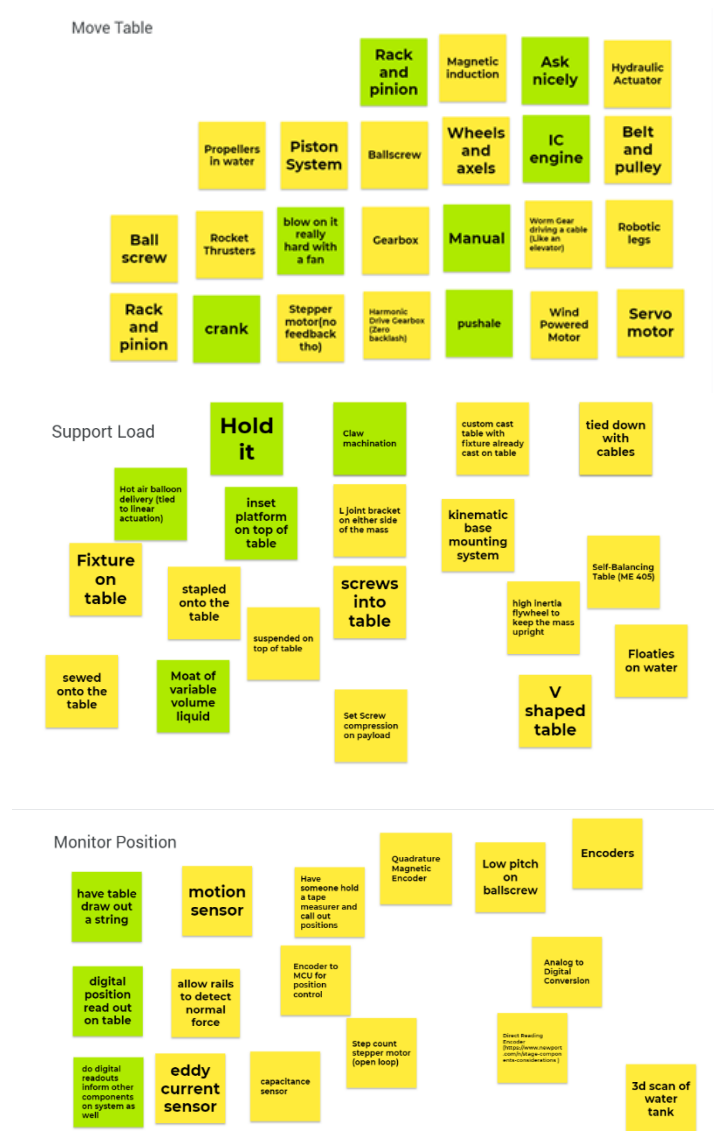 Move Table
Rack
and
pinion
Magnetic
induction
Ask
nicely
Hydraulic
Actuator
Propellers
in water
Piston
System
Ballscrew
Wheels
and
axels
IC
engine
Belt
and
pulley
Ball
screw
Rocket
Thrusters
blow on it
really
hard with
a fan
Gearbox
Manual
Worm Gear
driving a cable
(Like an
elevator)
Robotic
legs
Rack
and
pinion
crank
Stepper
motor(no
feedback
tho)
Harmonic
Drive Gearbox
(Zero
backlash)
pushale
Wind
Powered
Motor
Servo
motor
Support Load
Hold
it
Claw
machination
custom cast
table with
fixture already
cast on table
tied down
with
cables
Hot air balloon
delivery (tied
to linear
actuation)
inset
platform
on top of
table
L joint bracket
on either side
of the mass
kinematic
base
mounting
system
Fixture
on
table
stapled
onto the
table
screws
into
table
Self-Balancing
Table (ME 405)
suspended on
top of table
high inertia
flywheel to
keep the mass
upright
Floaties
on water
sewed
onto the
table
Moat of
variable
volume
liquid
Set Screw
compression
on payload
V
shaped
table
Monitor Position
have table
draw out
a string
motion
sensor
Have
someone hold
a tape
measurer and
call out
positions
Quadrature
Magnetic
Encoder
Low pitch
on
ballscrew
Encoders
digital
position
read out
on table
allow rails
to detect
normal
force
Encoder to
MCU for
position
control
Analog to
Digital
Conversion
Step count
stepper motor
(open loop)
Direct Reading
Encoder
(https://www.newport
.com/n/stage-compon
ents-considerations )
do digital
readouts
inform other
components
on system as
well
eddy
current
sensor
capacitance
sensor
3d scan of
water
tank